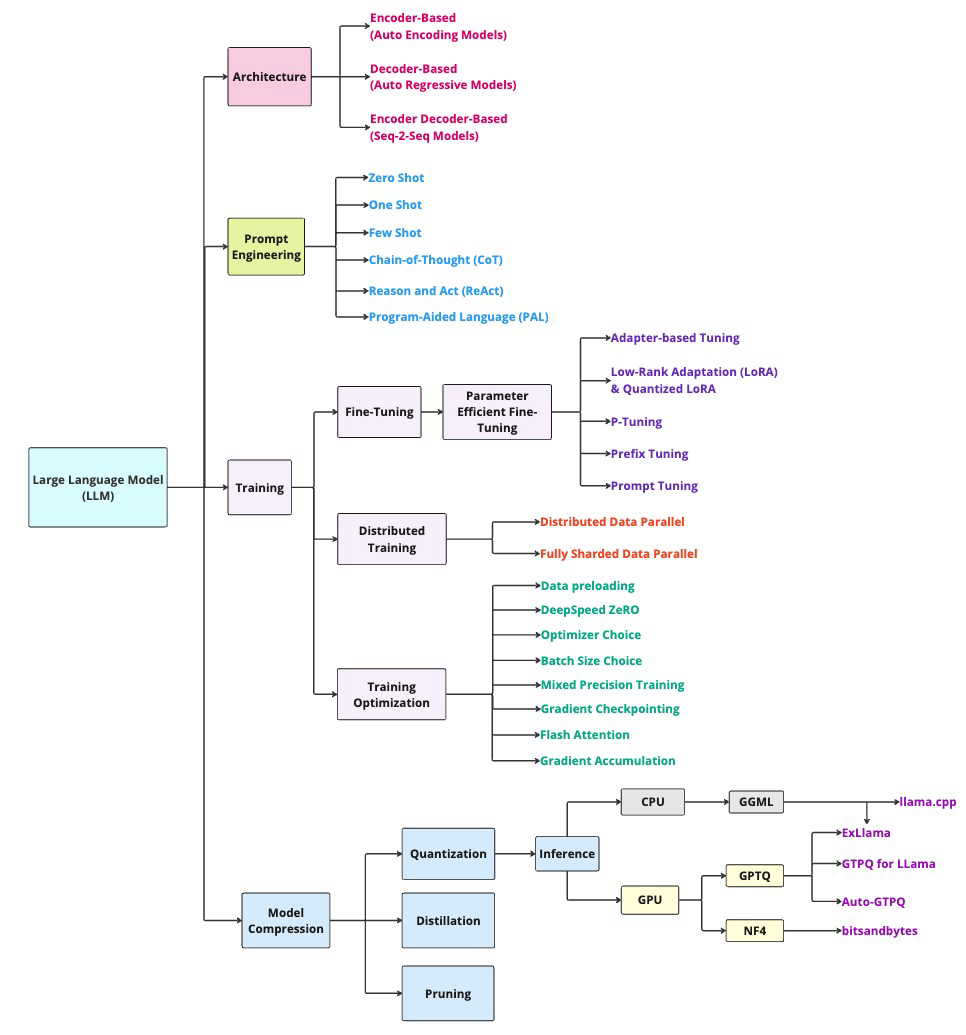 Encoder-Based
(Auto Encoding Models)
Architecture
Decoder-Based
(Auto Regressive Models)
Encoder Decoder-Based
(Seq-2-Seq Models)
Zero Shot
One Shot
Few Shot
Prompt
Engineering
Chain-of-Thought (CoT)
Reason and Act (ReAct)
Program-Aided Language (PAL)
Large Language Model
(LLM)
Training
Fine-Tuning
Parameter
Efficient Fine-
Tuning
Adapter-based Tuning
Low-Rank Adaptation (LoRA)
& Quantized LoRA
P-Tuning
Prefix Tuning
Prompt Tuning
Distributed
Training
Distributed Data Parallel
Fully Sharded Data Parallel
Training
Optimization
Data preloading
DeepSpeed ZeRO
Optimizer Choice
Batch Size Choice
Mixed Precision Training
Gradient Checkpointing
Flash Attention
Gradient Accumulation
Model
Compression
Quantization
Inference
CPU
GGML
llama.cpp
ExLlama
GPU
GPTQ
GTPQ for LLama
Auto-GTPQ
NF4
bitsandbytes
Distillation
Pruning